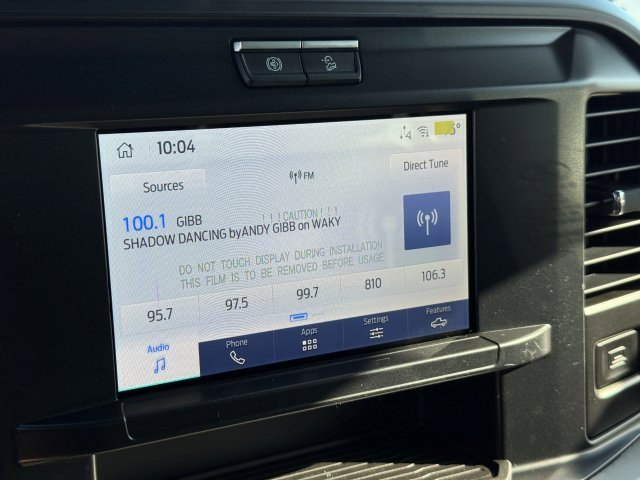 10:04
Sources
FM
Direct Tune
100.1 GIBB
! ! ! CAUTION ! ! !
SHADOW DANCING byANDY GIBB on WAKY
DO NOT TOUCH DISPLAY DURING INSTALLATION
THIS FILM IS TO BE REMOVED BEFORE USAGE
95.7 97.5 99.7 810 106.3
Audio Phone Apps Settings Features